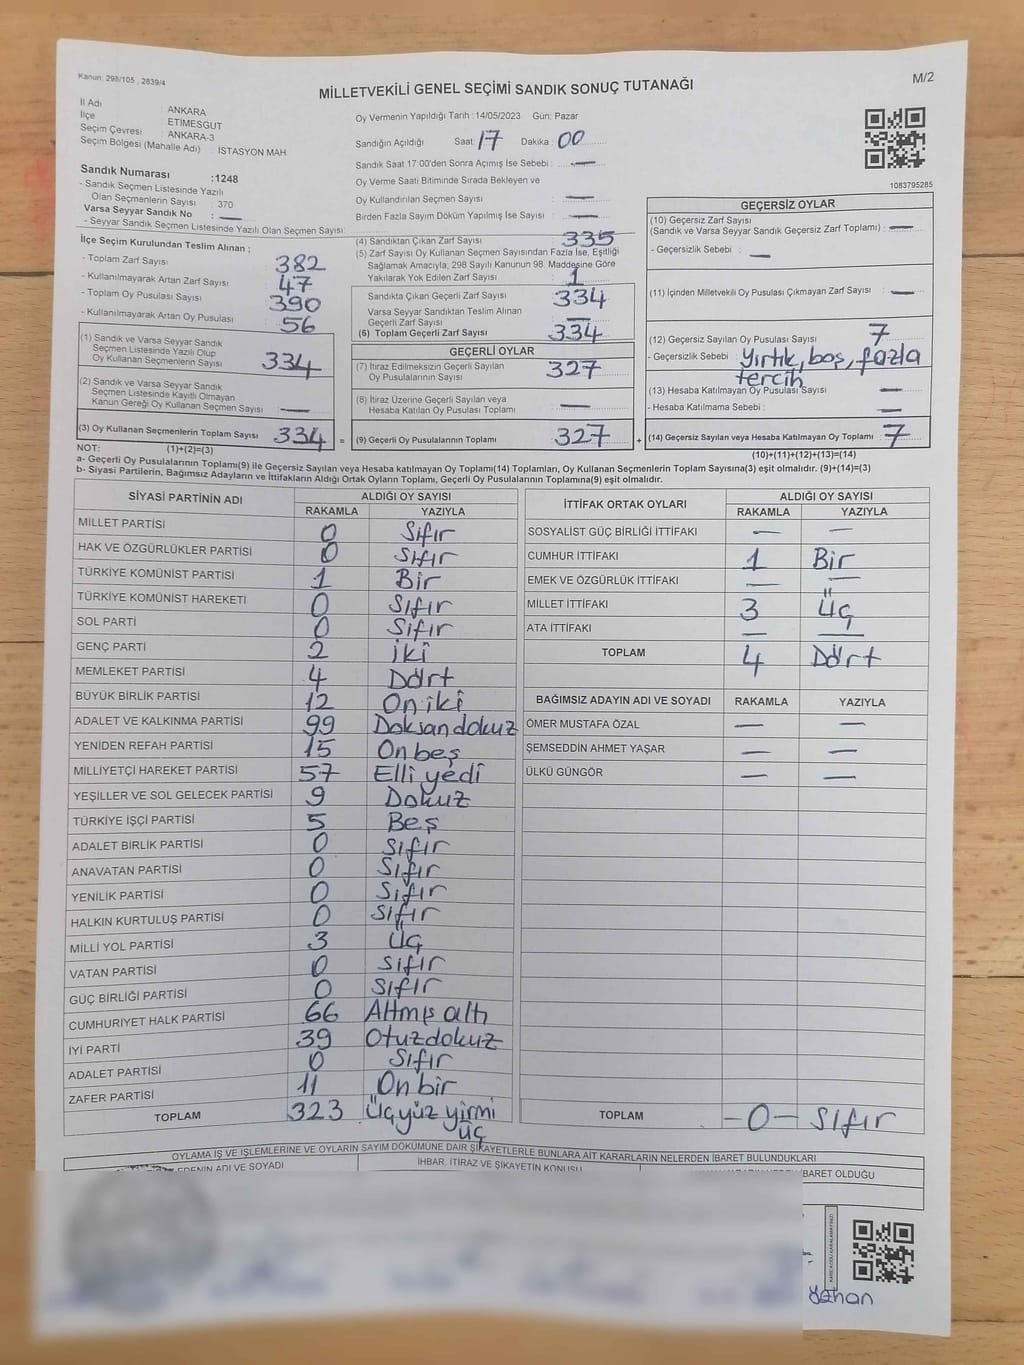 Kanun: 298/105 , 2839/4
M/2
MİLLETVEKİLİ GENEL SEÇİMİ SANDIK SONUÇ TUTANAĞI
İl Adı : ANKARA
İlçe : ETİMESGUT
Seçim Çevresi : ANKARA-3
Seçim Bölgesi (Mahalle Adı) : İSTASYON MAH
Oy Vermenin Yapıldığı Tarih : 14/05/2023 Gün: Pazar
Sandığın Açıldığı Saat: 17 Dakika : 00
Sandık Saat 17:00'den Sonra Açımış İse Sebebi : —
Oy Verme Saati Bitiminde Sırada Bekleyen ve
Oy Kullandırılan Seçmen Sayısı : —
Birden Fazla Sayım Döküm Yapılmış İse Sayısı : —
1083795285
Sandık Numarası :1248
- Sandık Seçmen Listesinde Yazılı
Olan Seçmenlerin Sayısı : 370
Varsa Seyyar Sandık No : —
- Seyyar Sandık Seçmen Listesinde Yazılı Olan Seçmen Sayısı:
İlçe Seçim Kurulundan Teslim Alınan ;
- Toplam Zarf Sayısı : 382
- Kullanılmayarak Artan Zarf Sayısı : 47
- Toplam Oy Pusulası Sayısı : 390
- Kullanılmayarak Artan Oy Pusulası : 56
(1) Sandık ve Varsa Seyyar Sandık
Seçmen Listesinde Yazılı Olup
Oy Kullanan Seçmenlerin Sayısı : 334
(2) Sandık ve Varsa Seyyar Sandık
Seçmen Listesinde Kayıtlı Olmayan
Kanun Gereği Oy Kullanan Seçmen Sayısı : —
(3) Oy Kullanan Seçmenlerin Toplam Sayısı : 334 =
(4) Sandıktan Çıkan Zarf Sayısı : 335
(5) Zarf Sayısı Oy Kullanan Seçmen Sayısından Fazla İse, Eşitliği
Sağlamak Amacıyla, 298 Sayılı Kanunun 98. Maddesine Göre
Yakılarak Yok Edilen Zarf Sayısı : 1
Sandıkta Çıkan Geçerli Zarf Sayısı : 334
Varsa Seyyar Sandıktan Teslim Alınan
Geçerli Zarf Sayısı : —
(6) Toplam Geçerli Zarf Sayısı : 334
GEÇERLİ OYLAR
(7) İtiraz Edilmeksizin Geçerli Sayılan
Oy Pusulalarının Sayısı : 327
(8) İtiraz Üzerine Geçerli Sayılan veya
Hesaba Katılan Oy Pusulası Toplamı : —
(9) Geçerli Oy Pusulalarının Toplamı : 327 +
GEÇERSİZ OYLAR
(10) Geçersiz Zarf Sayısı
(Sandık ve Varsa Sandık Geçersiz Zarf Toplamı) : —
- Geçersizlik Sebebi : —
(11) İçinden Milletvekili Oy Pusulası Çıkmayan Zarf Sayısı : —
(12) Geçersiz Sayılan Oy Pusulası Sayısı : 7
- Geçersizlik Sebebi : Yırtık, boş, fazla
tercih
(13) Hesaba Katılmayan Oy Pusulası Sayısı : —
- Hesaba Katılmama Sebebi : —
(14) Geçersiz Sayılan veya Hesaba Katılmayan Oy Toplamı : 7
NOT: (1)+(2)=(3)
(10)+(11)+(12)+(13)=(14)
a- Geçerli Oy Pusulalarının Toplamı(9) ile Geçersiz Sayılan veya Hesaba katılmayan Oy Toplamı(14) Toplamları, Oy Kullanan Seçmenlerin Toplam Sayısına(3) eşit olmalıdır. (9)+(14)=(3)
b- Siyasi Partilerin, Bağımsız Adayların ve İttifakların Aldığı Ortak Oyların Toplamı, Geçerli Oy Pusulalarının Toplamına(9) eşit olmalıdır.
SİYASİ PARTİNİN ADI ALDIĞI OY SAYISI
RAKAMLA YAZIYLA
MİLLET PARTİSİ 0 Sıfır
HAK VE ÖZGÜRLÜKLER PARTİSİ 0 Sıfır
TÜRKİYE KOMÜNİST PARTİSİ 1 Bir
TÜRKİYE KOMÜNİST HAREKETİ 0 Sıfır
SOL PARTİ 0 Sıfır
GENÇ PARTİ 2 İki
MEMLEKET PARTİSİ 4 Dört
BÜYÜK BİRLİK PARTİSİ 12 On iki
ADALET VE KALKINMA PARTİSİ 99 Doksan dokuz
YENİDEN REFAH PARTİSİ 15 On beş
MİLLİYETÇİ HAREKET PARTİSİ 57 Elli yedi
YEŞİLLER VE SOL GELECEK PARTİSİ 9 Dokuz
TÜRKİYE İŞÇİ PARTİSİ 5 Beş
ADALET BİRLİK PARTİSİ 0 Sıfır
ANAVATAN PARTİSİ 0 Sıfır
YENİLİK PARTİSİ 0 Sıfır
HALKIN KURTULUŞ PARTİSİ 0 Sıfır
MİLLİ YOL PARTİSİ 3 Üç
VATAN PARTİSİ 0 Sıfır
GÜÇ BİRLİĞİ PARTİSİ 0 Sıfır
CUMHURİYET HALK PARTİSİ 66 Altmış altı
İYİ PARTİ 39 Otuzdokuz
ADALET PARTİSİ 0 Sıfır
ZAFER PARTİSİ 11 On bir
TOPLAM 323 Üçyüz yirmi
üç
İTTİFAK ORTAK OYLARI ALDIĞI OY SAYISI
RAKAMLA YAZIYLA
SOSYALİST GÜÇ BİRLİĞİ İTTİFAKI — —
CUMHUR İTTİFAKI 1 Bir
EMEK VE ÖZGÜRLÜK İTTİFAKI — —
MİLLET İTTİFAKI 3 Üç
ATA İTTİFAKI — —
TOPLAM 4 Dört
BAĞIMSIZ ADAYIN ADI VE SOYADI RAKAMLA YAZIYLA
ÖMER MUSTAFA ÖZAL — —
ŞEMSEDDİN AHMET YAŞAR — —
ÜLKÜ GÜNGÖR — —
TOPLAM -0- Sıfır
OYLAMA İŞ VE İŞLEMLERİNE VE OYLARIN SAYIM DÖKÜMÜNE DAİR ŞİKAYETLERLE BUNLARA AİT KARARLARIN NELERDEN İBARET BULUNDUKLARI
EDENİN ADI VE SOYADI
İHBAR, İTİRAZ VE ŞİKAYETİN KONUSU
İBARET OLDUĞU